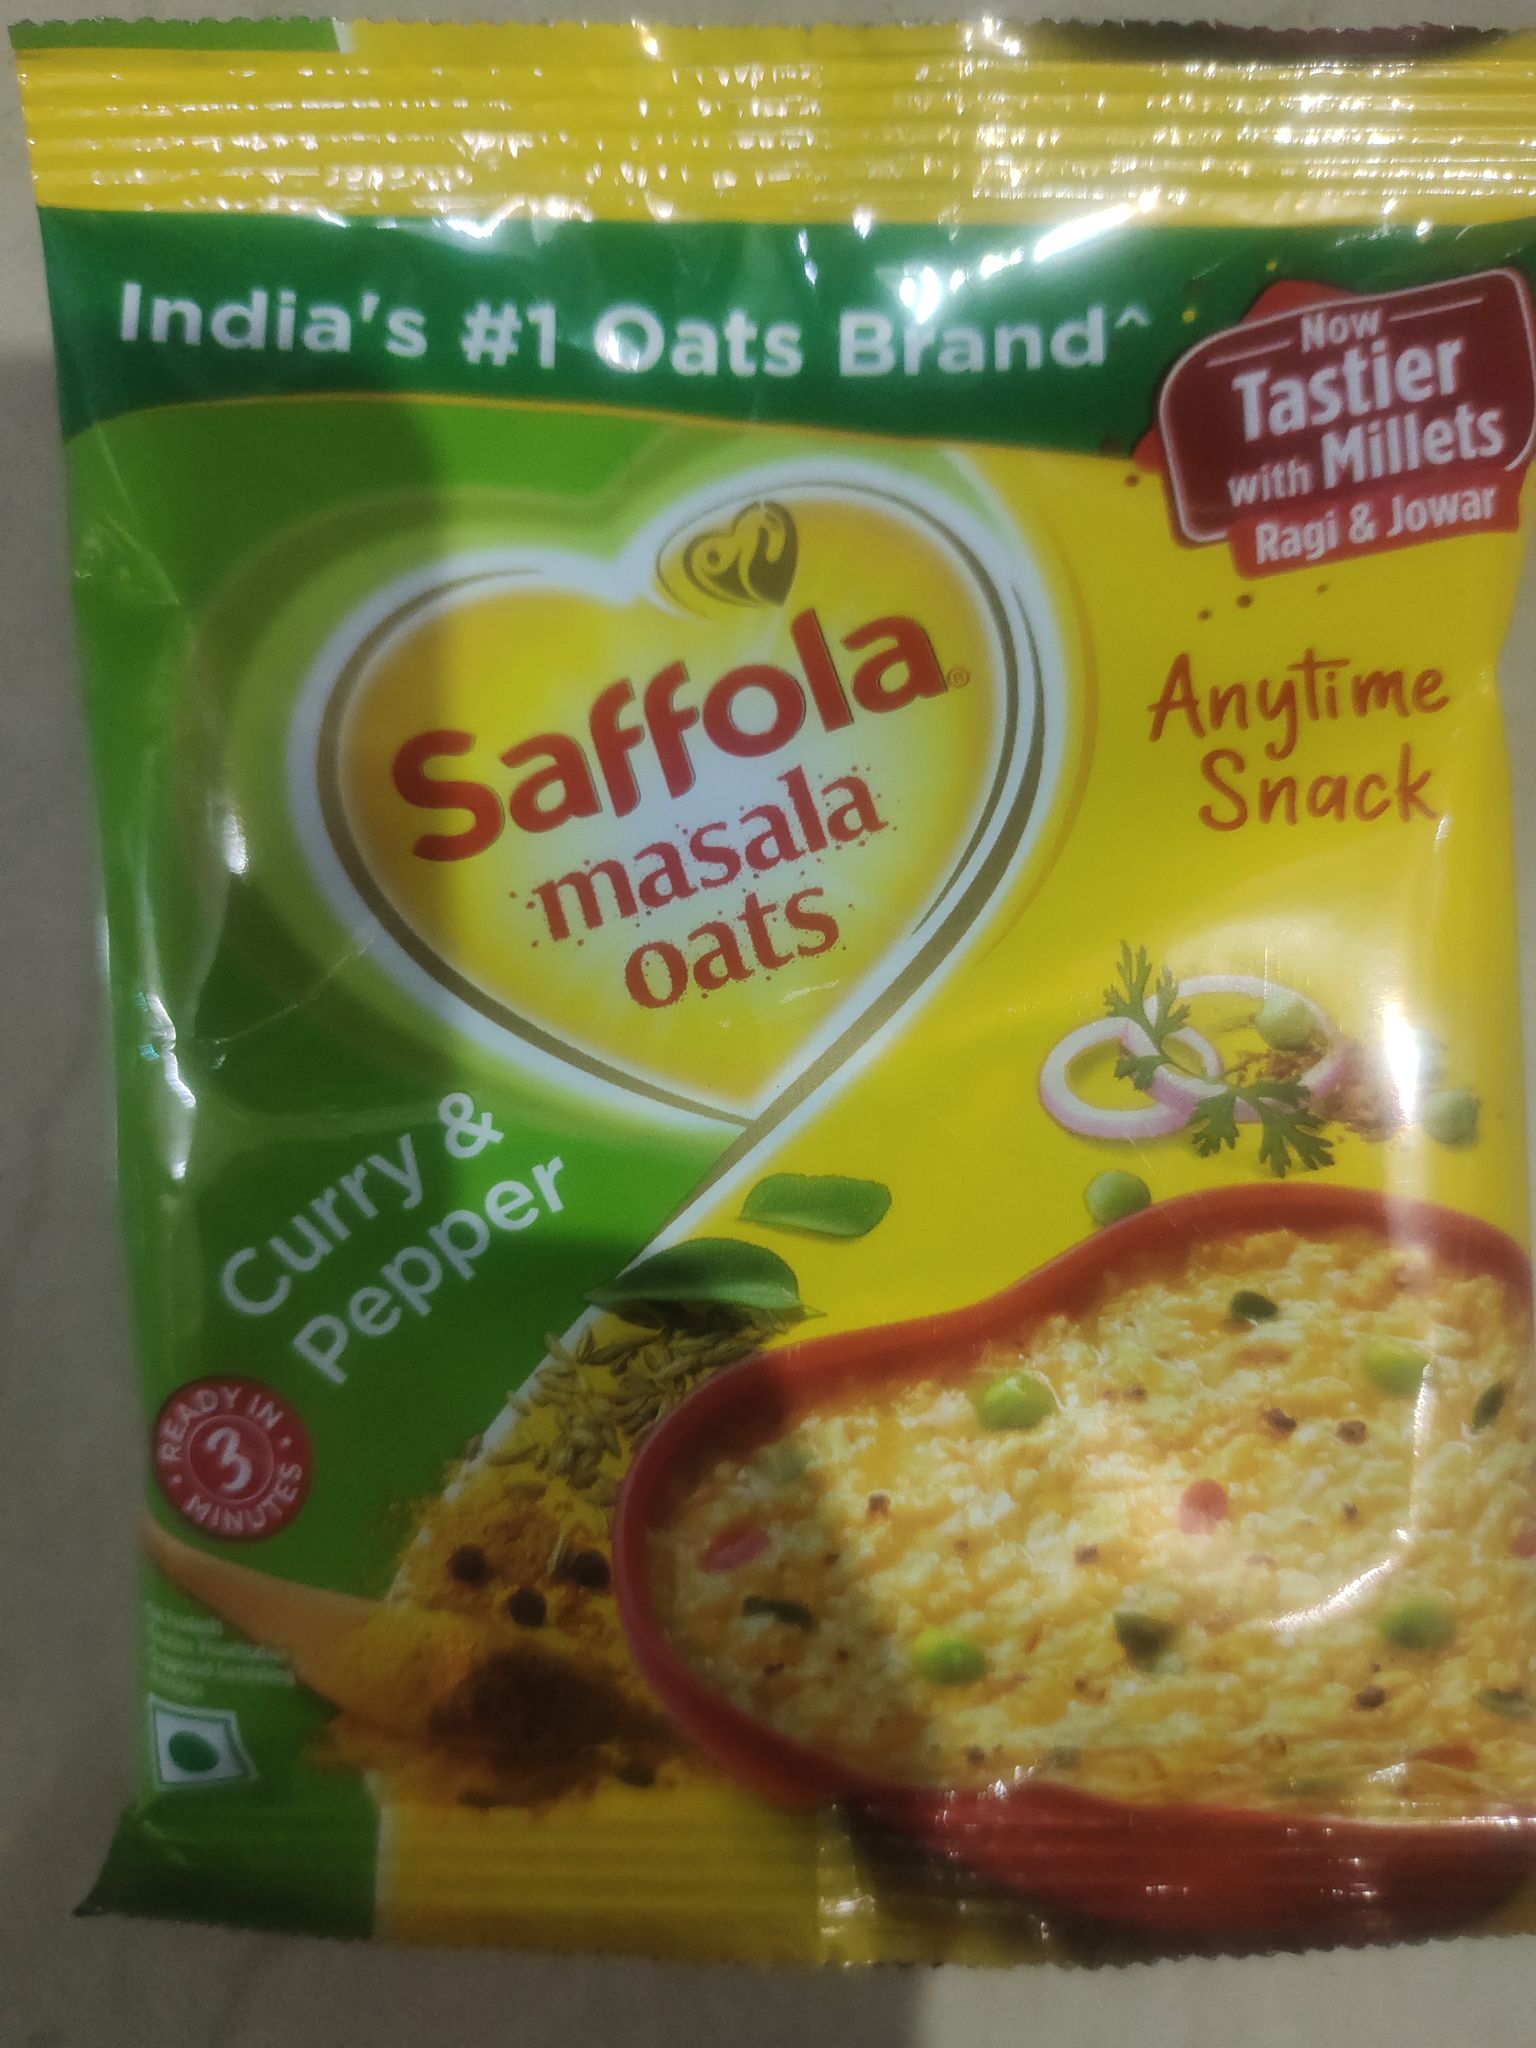 India's #1 Oats Brand^
Now
Tastier
with Millets
Ragi & Jowar
Saffola®
masala
oats
Anytime
Snack
Curry &
Pepper
READY IN
3
MINUTES